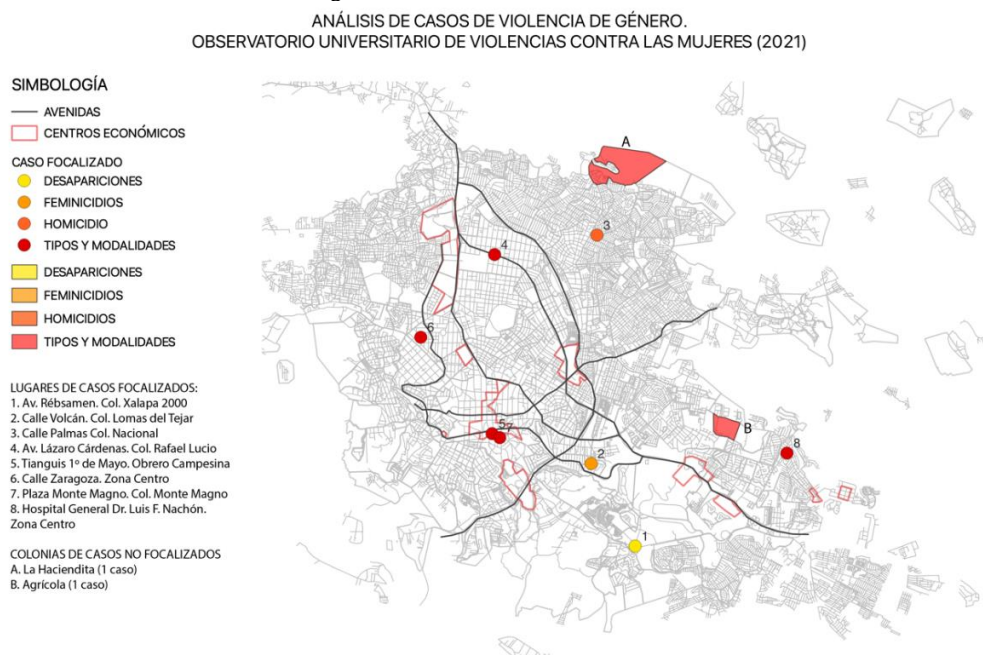 ANÁLISIS DE CASOS DE VIOLENCIA DE GÉNERO.
OBSERVATORIO UNIVERSITARIO DE VIOLENCIAS CONTRA LAS MUJERES (2021)
SIMBOLOGÍA
AVENIDAS
CENTROS ECONÓMICOS
CASO FOCALIZADO
DESAPARICIONES
FEMINICIDIOS
HOMICIDIO
TIPOS Y MODALIDADES
DESAPARICIONES
FEMINICIDIOS
HOMICIDIOS
TIPOS Y MODALIDADES
LUGARES DE CASOS FOCALIZADOS:
1. Av. Rébsamen. Col. Xalapa 2000
2. Calle Volcán. Col. Lomas del Tejar
3. Calle Palmas Col. Nacional
4. Av. Lázaro Cárdenas. Col. Rafael Lucio
5. Tianguis 1º de Mayo. Obrero Campesina
6. Calle Zaragoza. Zona Centro
7. Plaza Monte Magno. Col. Monte Magno
8. Hospital General Dr. Luis F. Nachón.
Zona Centro
COLONIAS DE CASOS NO FOCALIZADOS
A. La Haciendita (1 caso)
B. Agrícola (1 caso)
A
3
4
6
5
7
B
8
2
1